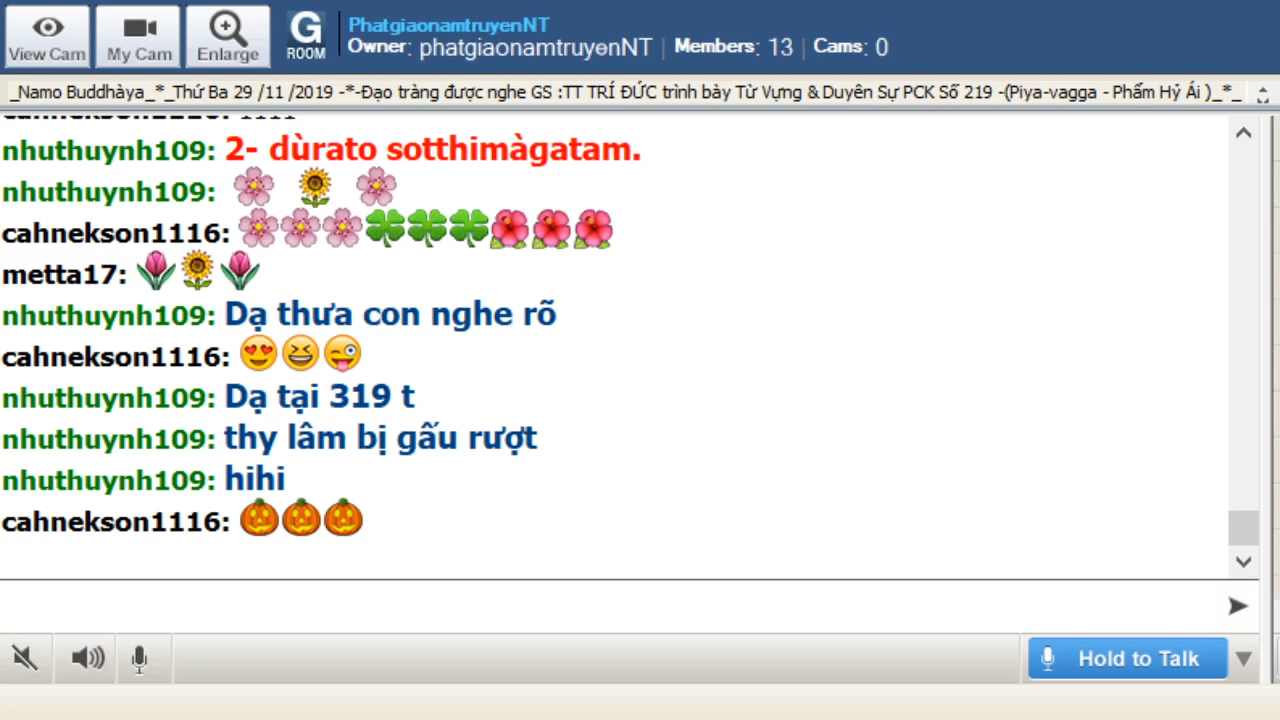 View Cam
My Cam
Enlarge
G
ROOM
PhatgiaonamtruyenNT
Owner: phatgiaonamtruyenNT | Members: 13 | Cams: 0
_Namo Buddhàya_*_Thứ Ba 29 /11 /2019 -*-Đạo tràng được nghe GS :TT TRÍ ĐỨC trình bày Từ Vựng & Duyên Sự PCK Số 219 -(Piya-vagga - Phẩm Hỷ Ái )_*_
nhuthuynh109: 2- dùrato sotthimàgatam.
nhuthuynh109:
cahnekson1116:
metta17:
nhuthuynh109: Dạ thưa con nghe rõ
cahnekson1116:
nhuthuynh109: Dạ tại 319 t
nhuthuynh109: thy lâm bị gấu rượt
nhuthuynh109: hihi
cahnekson1116:
Hold to Talk